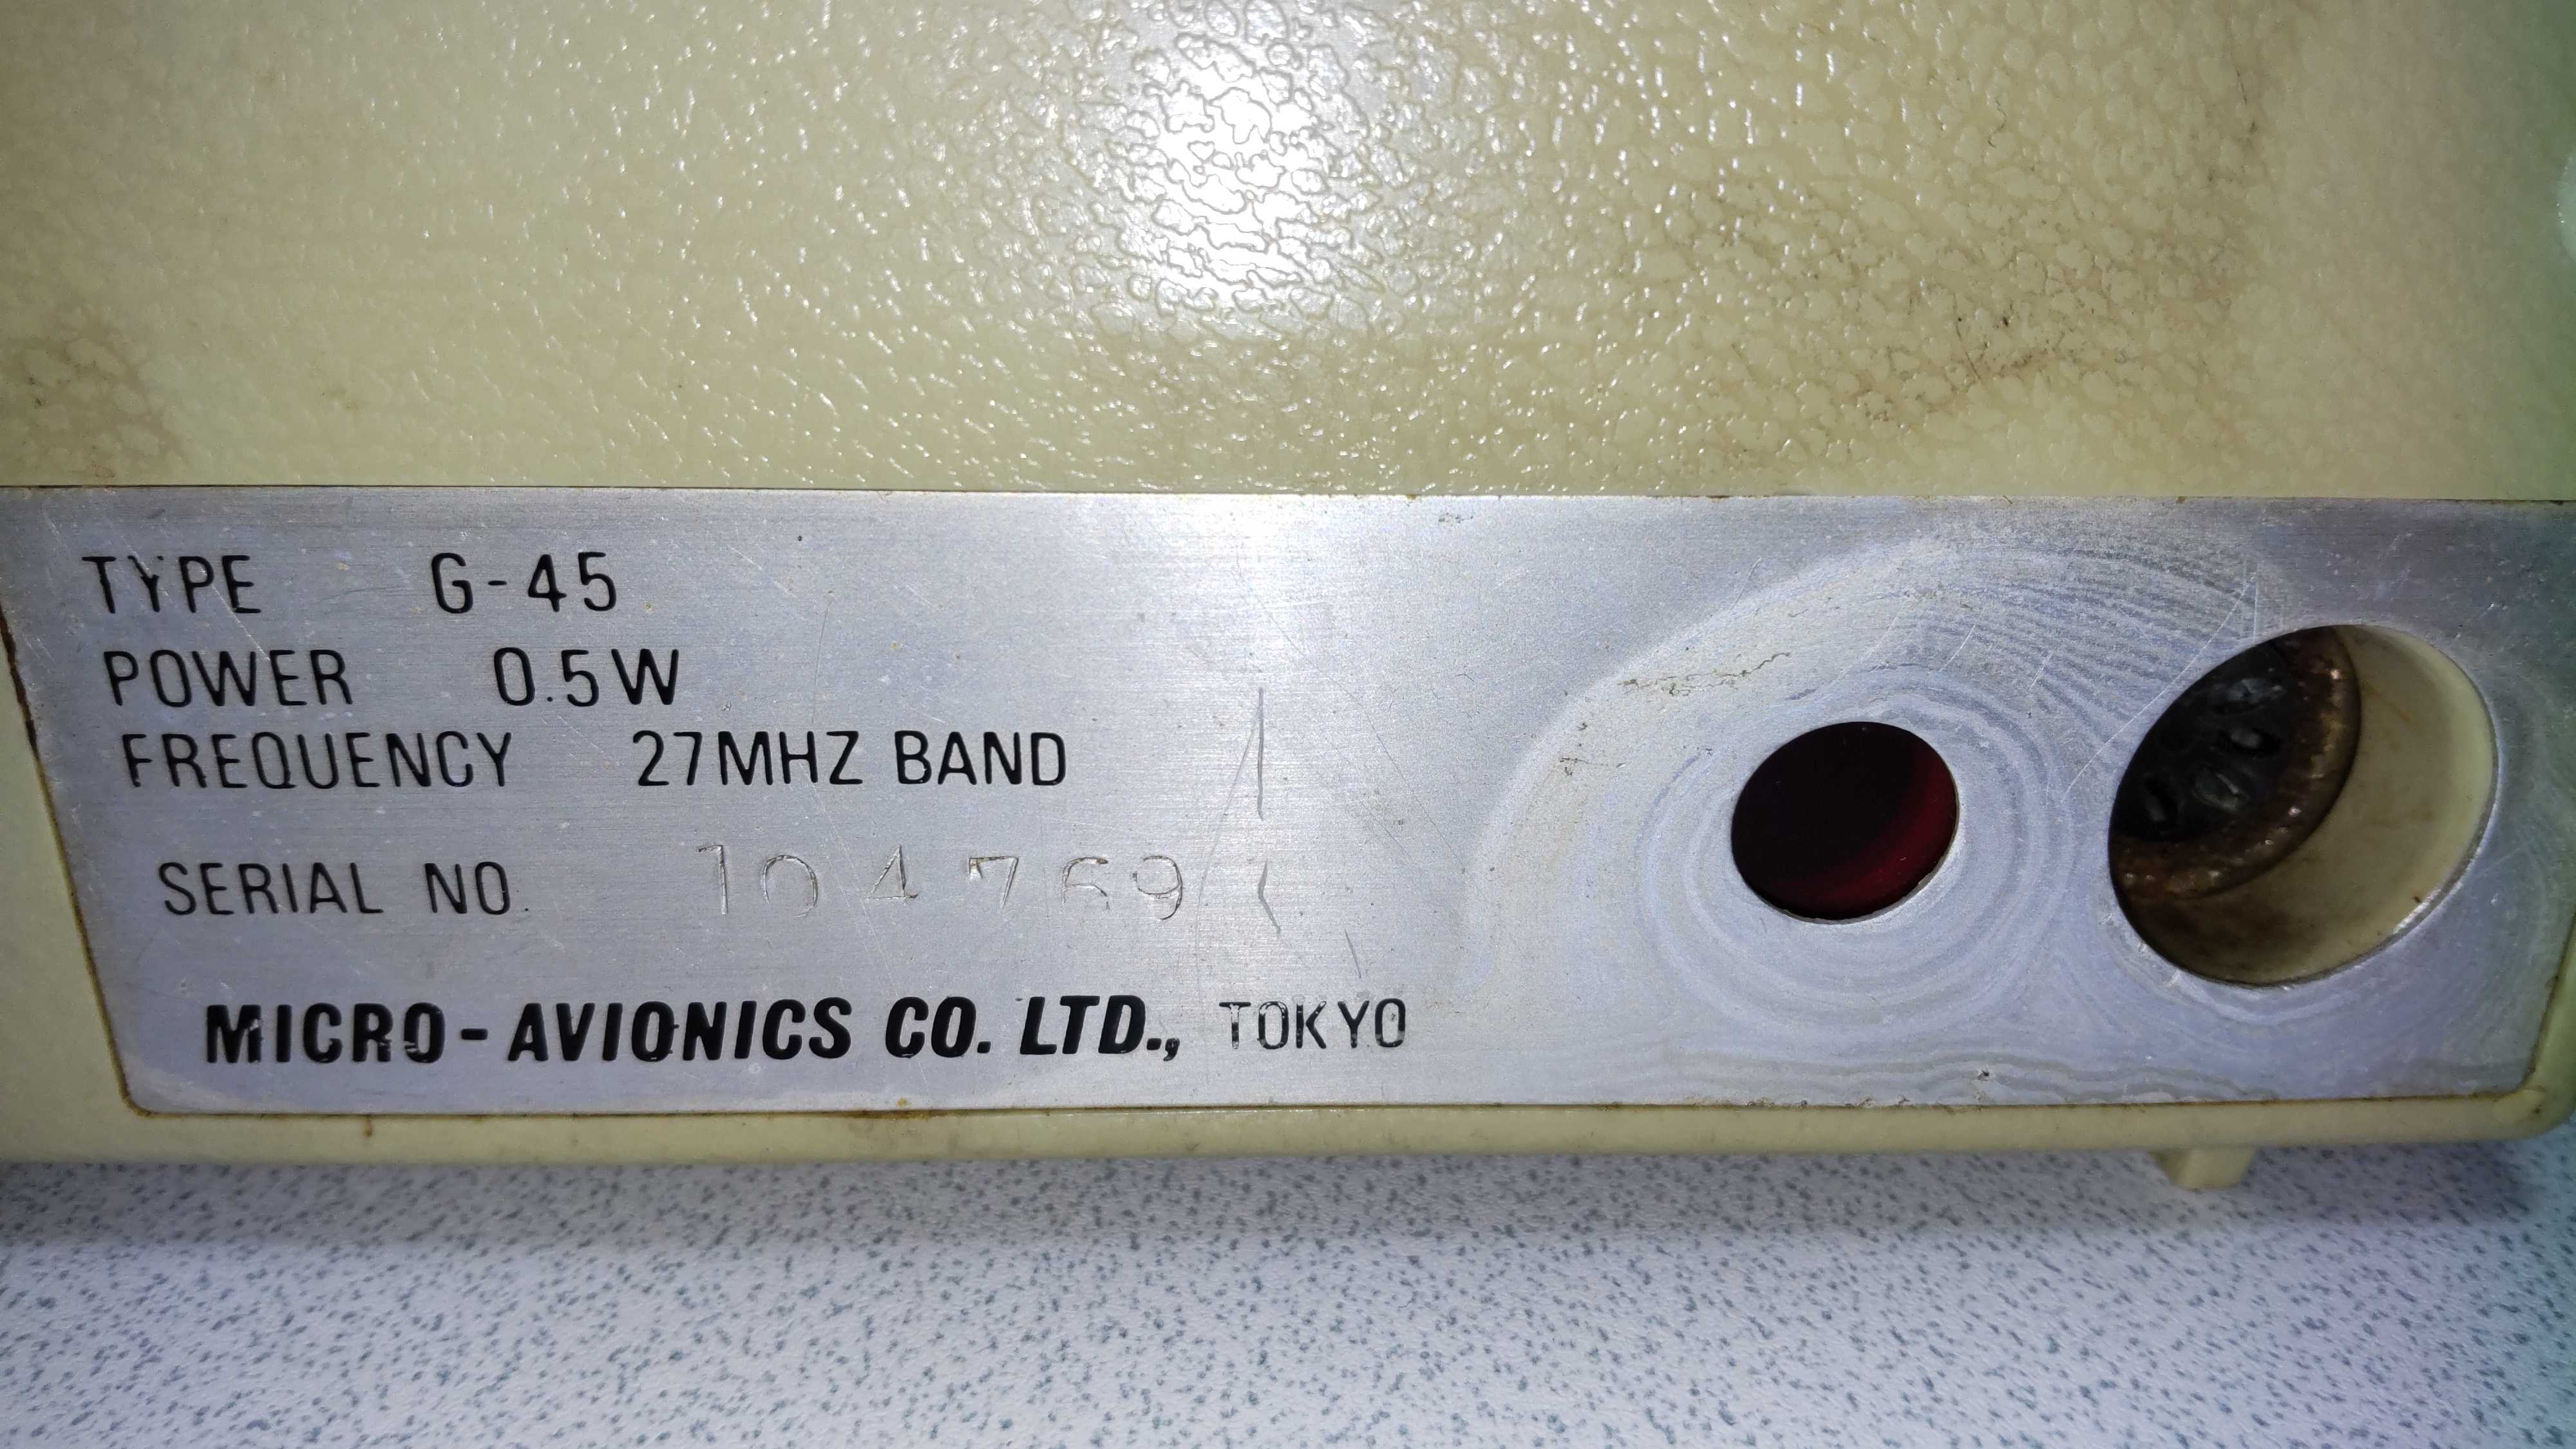 TYPE G-45
POWER 0.5W
FREQUENCY 27MHZ BAND
SERIAL NO. 104769
MICRO-AVIONICS CO. LTD., TOKYO